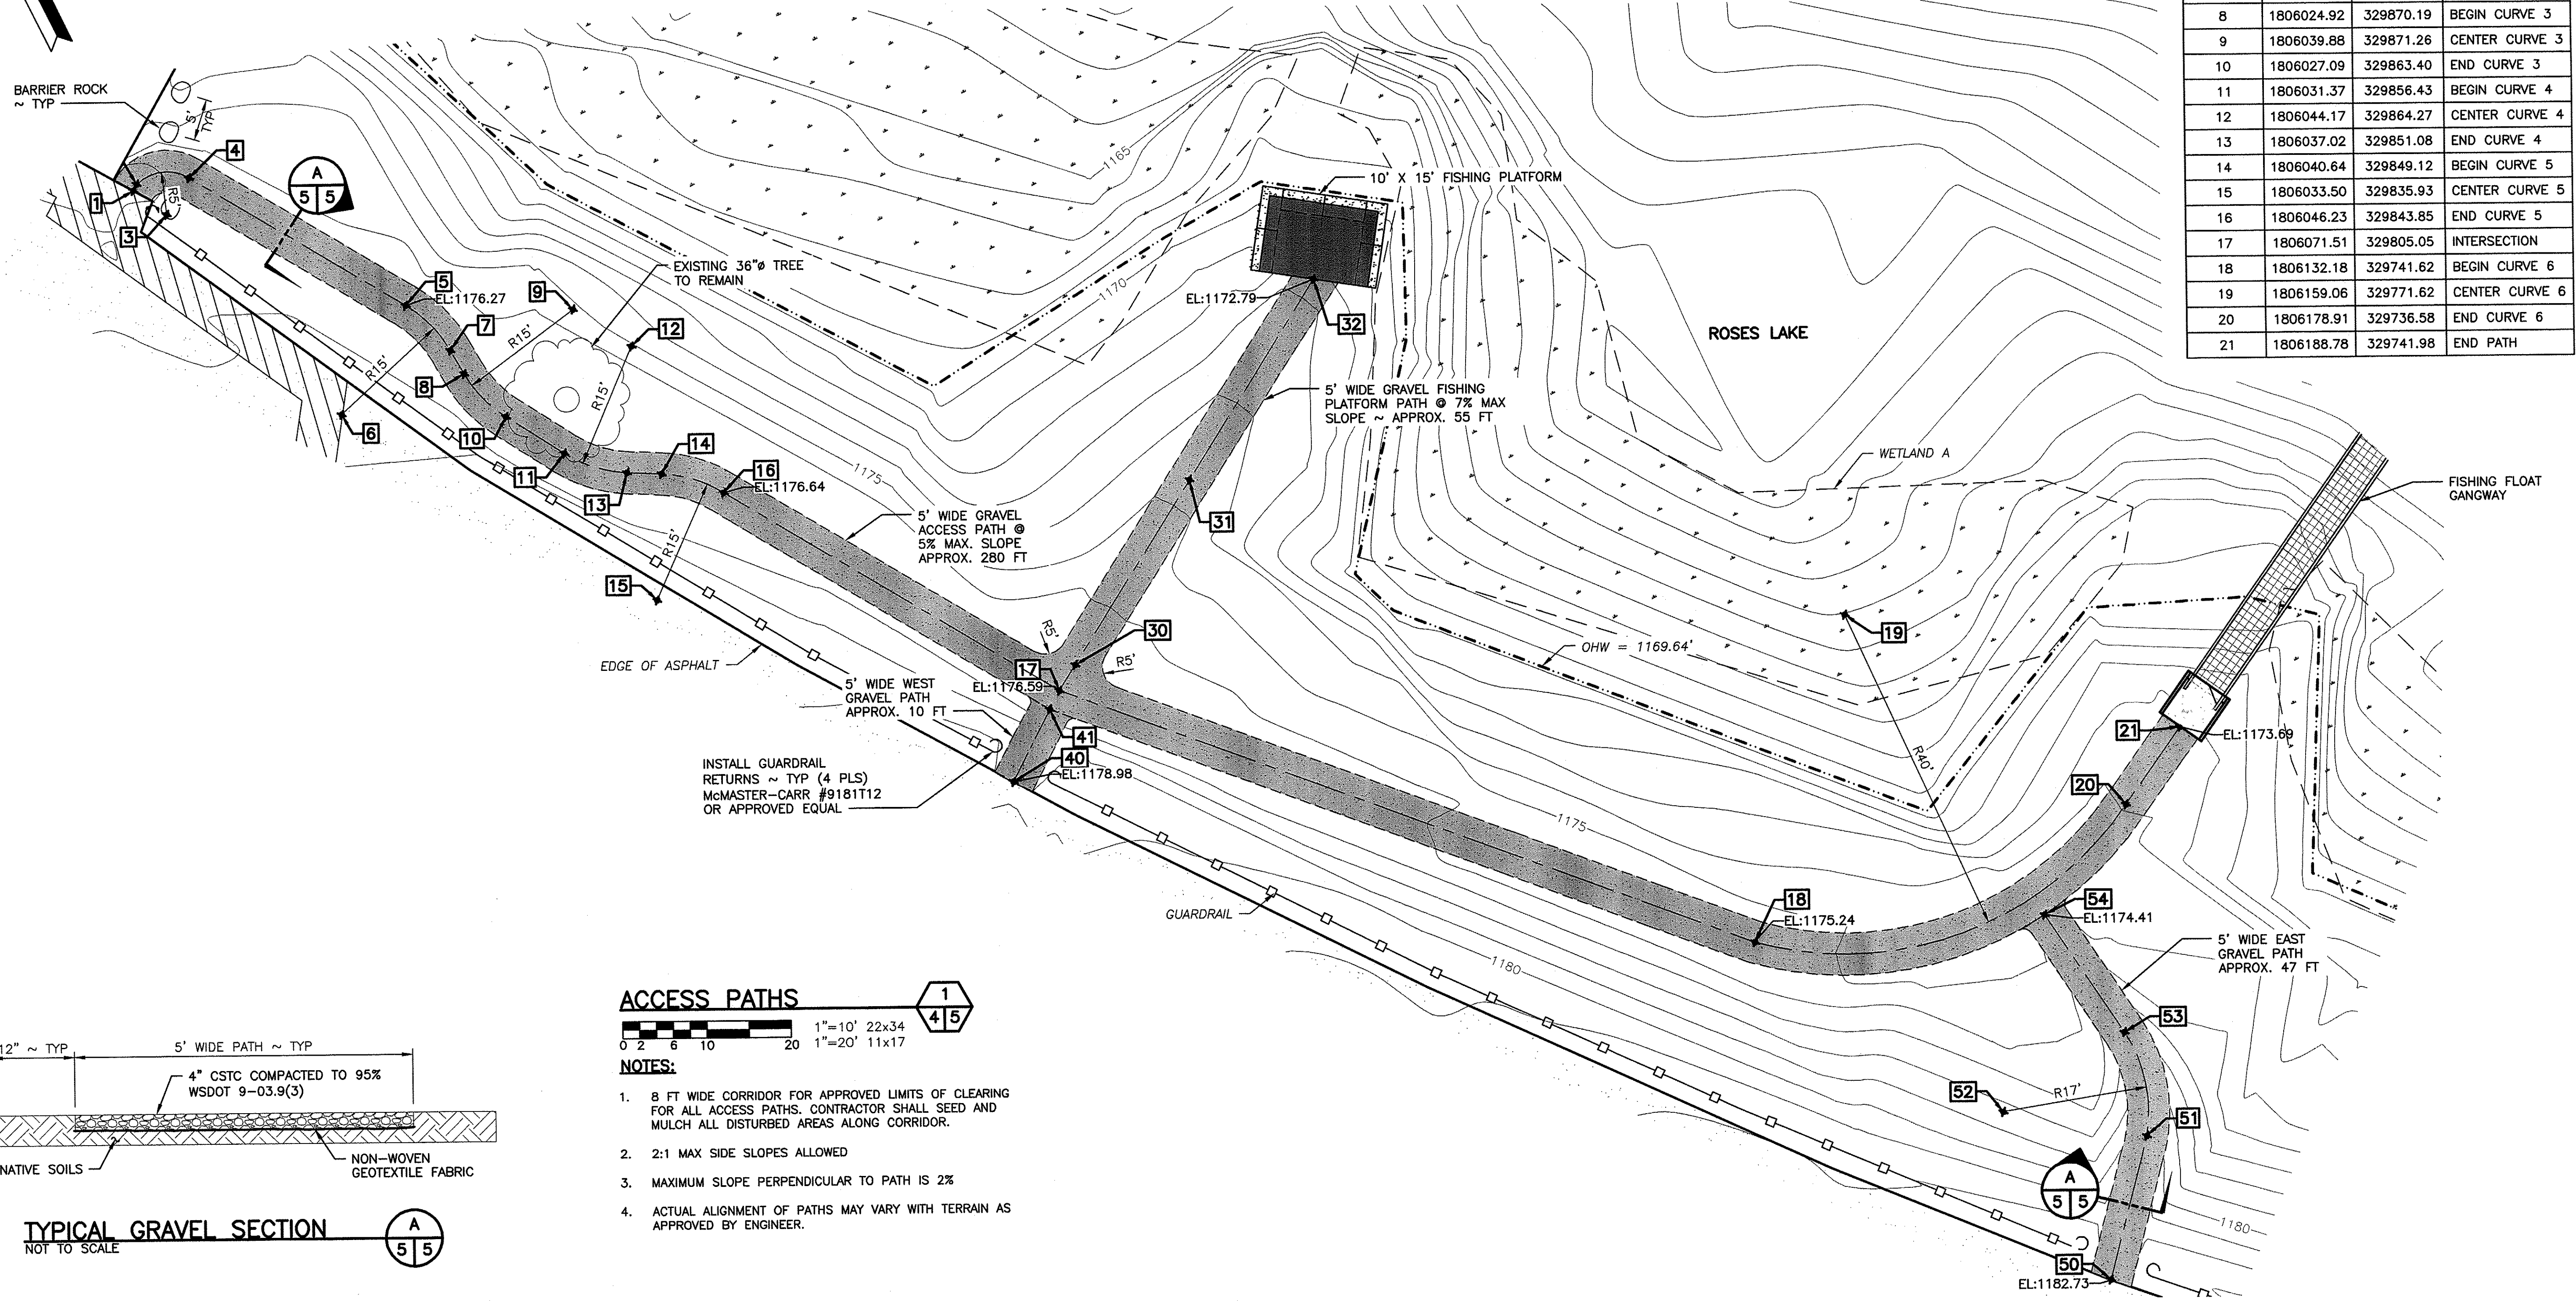 BARRIER ROCK
~ TYP
5'
TYP
4
A
5 5
1
R5'
3
5
EL:1176.27
7
9
EXISTING 36"ø TREE
TO REMAIN
12
R15'
R15'
R15'
8
6
10
11
13
14
16
EL:1176.64
R15'
15
1165
1170
1175
10' X 15' FISHING PLATFORM
EL:1172.79
32
5' WIDE GRAVEL FISHING
PLATFORM PATH @ 7% MAX
SLOPE ~ APPROX. 55 FT
31
ROSES LAKE
WETLAND A
FISHING FLOAT
GANGWAY
5' WIDE GRAVEL
ACCESS PATH @
5% MAX. SLOPE
APPROX. 280 FT
EDGE OF ASPHALT
R5'
30
17
EL:1176.59
R5'
5' WIDE WEST
GRAVEL PATH
APPROX. 10 FT
41
40
EL:1178.98
INSTALL GUARDRAIL
RETURNS ~ TYP (4 PLS)
McMASTER-CARR #9181T12
OR APPROVED EQUAL
19
OHW = 1169.64'
R40'
21
EL:1173.69
20
1175
GUARDRAIL
18
EL:1175.24
54
EL:1174.41
5' WIDE EAST
GRAVEL PATH
APPROX. 47 FT
1180
53
52
R17'
51
A
5 5
1180
50
EL:1182.73
8 1806024.92 329870.19 BEGIN CURVE 3
9 1806039.88 329871.26 CENTER CURVE 3
10 1806027.09 329863.40 END CURVE 3
11 1806031.37 329856.43 BEGIN CURVE 4
12 1806044.17 329864.27 CENTER CURVE 4
13 1806037.02 329851.08 END CURVE 4
14 1806040.64 329849.12 BEGIN CURVE 5
15 1806033.50 329835.93 CENTER CURVE 5
16 1806046.23 329843.85 END CURVE 5
17 1806071.51 329805.05 INTERSECTION
18 1806132.18 329741.62 BEGIN CURVE 6
19 1806159.06 329771.62 CENTER CURVE 6
20 1806178.91 329736.58 END CURVE 6
21 1806188.78 329741.98 END PATH
12" ~ TYP
5' WIDE PATH ~ TYP
4" CSTC COMPACTED TO 95%
WSDOT 9-03.9(3)
NATIVE SOILS
NON-WOVEN
GEOTEXTILE FABRIC
TYPICAL GRAVEL SECTION
NOT TO SCALE
A
5 5
ACCESS PATHS
1
4 5
1"=10' 22x34
1"=20' 11x17
0 2 6 10 20
NOTES:
1. 8 FT WIDE CORRIDOR FOR APPROVED LIMITS OF CLEARING
FOR ALL ACCESS PATHS. CONTRACTOR SHALL SEED AND
MULCH ALL DISTURBED AREAS ALONG CORRIDOR.
2. 2:1 MAX SIDE SLOPES ALLOWED
3. MAXIMUM SLOPE PERPENDICULAR TO PATH IS 2%
4. ACTUAL ALIGNMENT OF PATHS MAY VARY WITH TERRAIN AS
APPROVED BY ENGINEER.